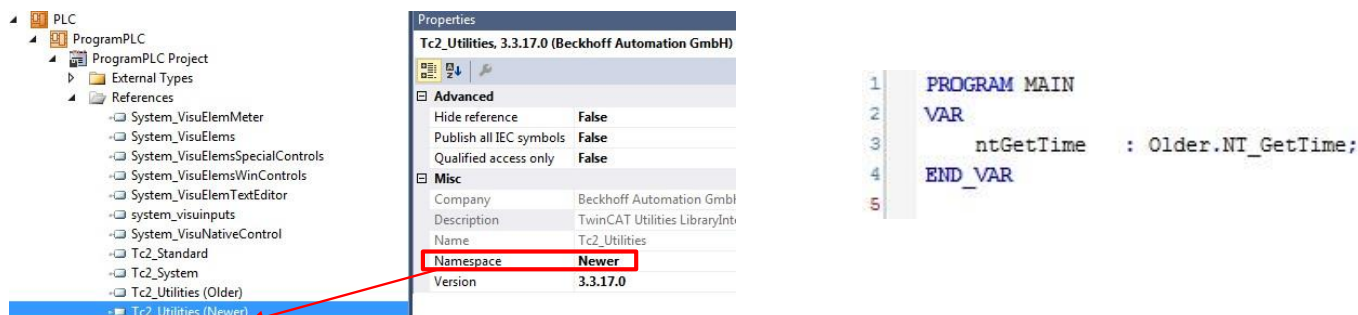 PLC
ProgramPLC
ProgramPLC Project
External Types
References
System_VisuElemMeter
System_VisuElems
System_VisuElemsSpecialControls
System_VisuElemsWinControls
System_VisuElemTextEditor
system_visuinputs
System_VisuNativeControl
Tc2_Standard
Tc2_System
Tc2_Utilities (Older)
Tc2_Utilities (Newer)
Properties
Tc2_Utilities, 3.3.17.0 (Beckhoff Automation GmbH)
Advanced
Hide reference False
Publish all IEC symbols False
Qualified access only False
Misc
Company Beckhoff Automation Gmb
Description TwinCAT Utilities LibraryInt
Name Tc2_Utilities
Namespace Newer
Version 3.3.17.0
1 PROGRAM MAIN
2 VAR
3 ntGetTime : Older.NT_GetTime;
4 END_VAR
5